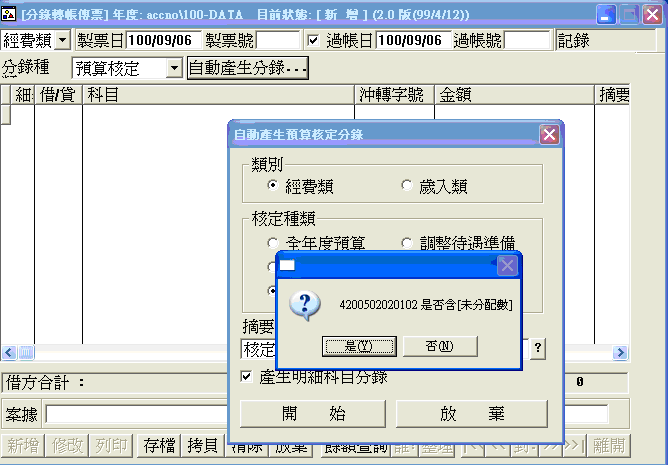 [分錄轉帳傳票] 年度: accno\100-DATA 目前狀態: [ 新 增 ] (2.0 版(99/4/12))
經費類 製票日 100/09/06 製票號 過帳日 100/09/06 過帳號 記錄
分錄種 預算核定 自動產生分錄...
細 借/貸 科目 沖轉字號 金額 摘要
自動產生預算核定分錄
類別
經費類 歲入類
核定種類
全年度預算 調整待遇準備
4200502020102 是否含[未分配數]
是(Y) 否(N)
摘要
核定 ?
產生明細科目分錄
借方合計 : 0
開 始 放 棄
案據
新增 修改 列印 存檔 拷貝 清除 放棄 餘額查詢 整理 |<< << 到: >> >>| 離開